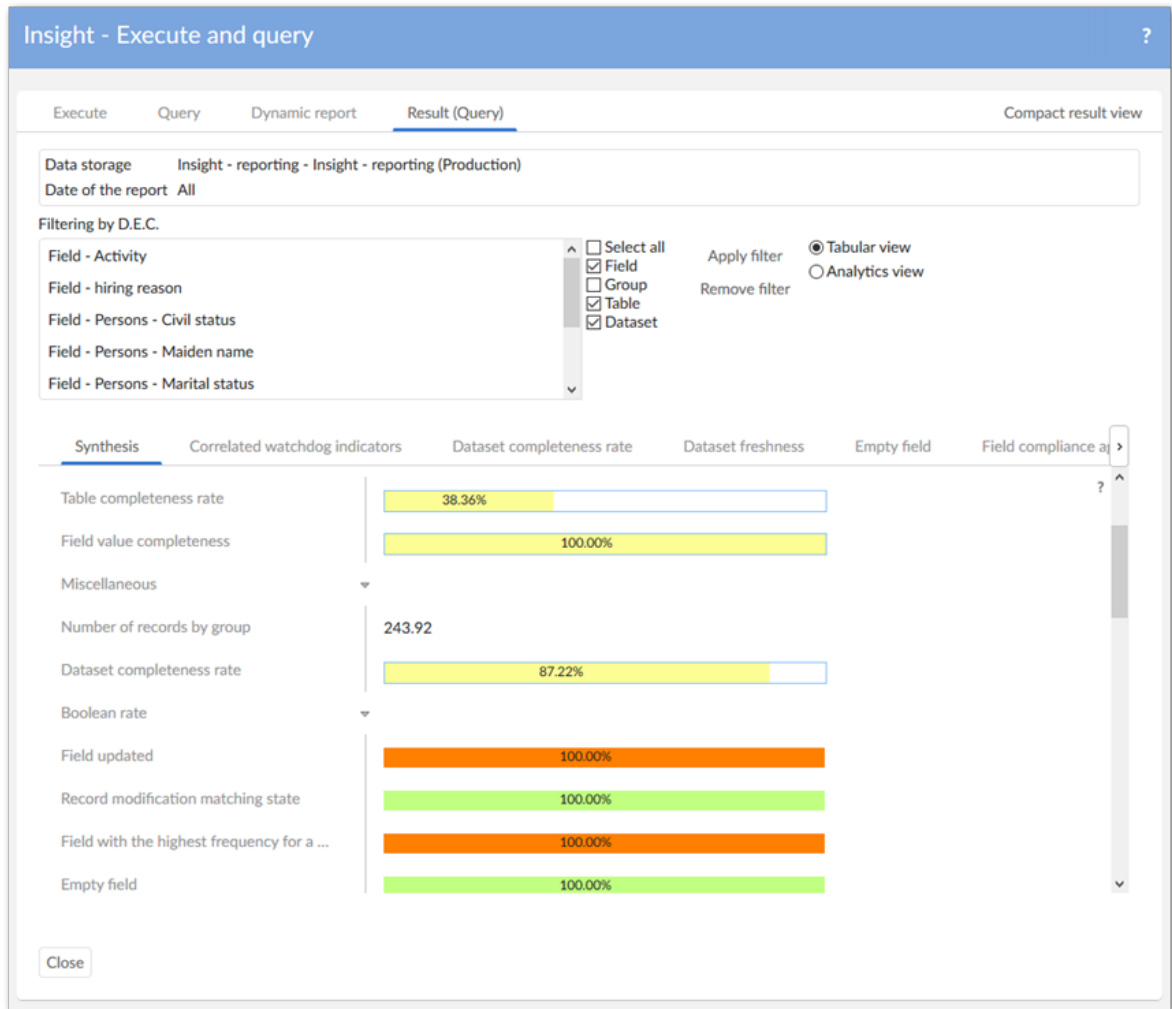 Insight - Execute and query ?
Execute Query Dynamic report Result (Query) Compact result view
Data storage Insight - reporting - Insight - reporting (Production)
Date of the report All
Filtering by D.E.C.
Field - Activity
Field - hiring reason
Field - Persons - Civil status
Field - Persons - Maiden name
Field - Persons - Marital status
Select all
Field
Group
Table
Dataset
Apply filter
Remove filter
Tabular view
Analytics view
Synthesis Correlated watchdog indicators Dataset completeness rate Dataset freshness Empty field Field compliance
?
Table completeness rate 38.36%
Field value completeness 100.00%
Miscellaneous
Number of records by group 243.92
Dataset completeness rate 87.22%
Boolean rate
Field updated 100.00%
Record modification matching state 100.00%
Field with the highest frequency for a ... 100.00%
Empty field 100.00%
Close